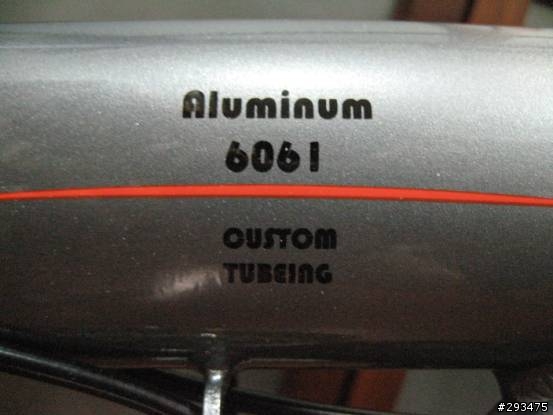 Aluminum
6061
CUSTOM
TUBEING
#293475